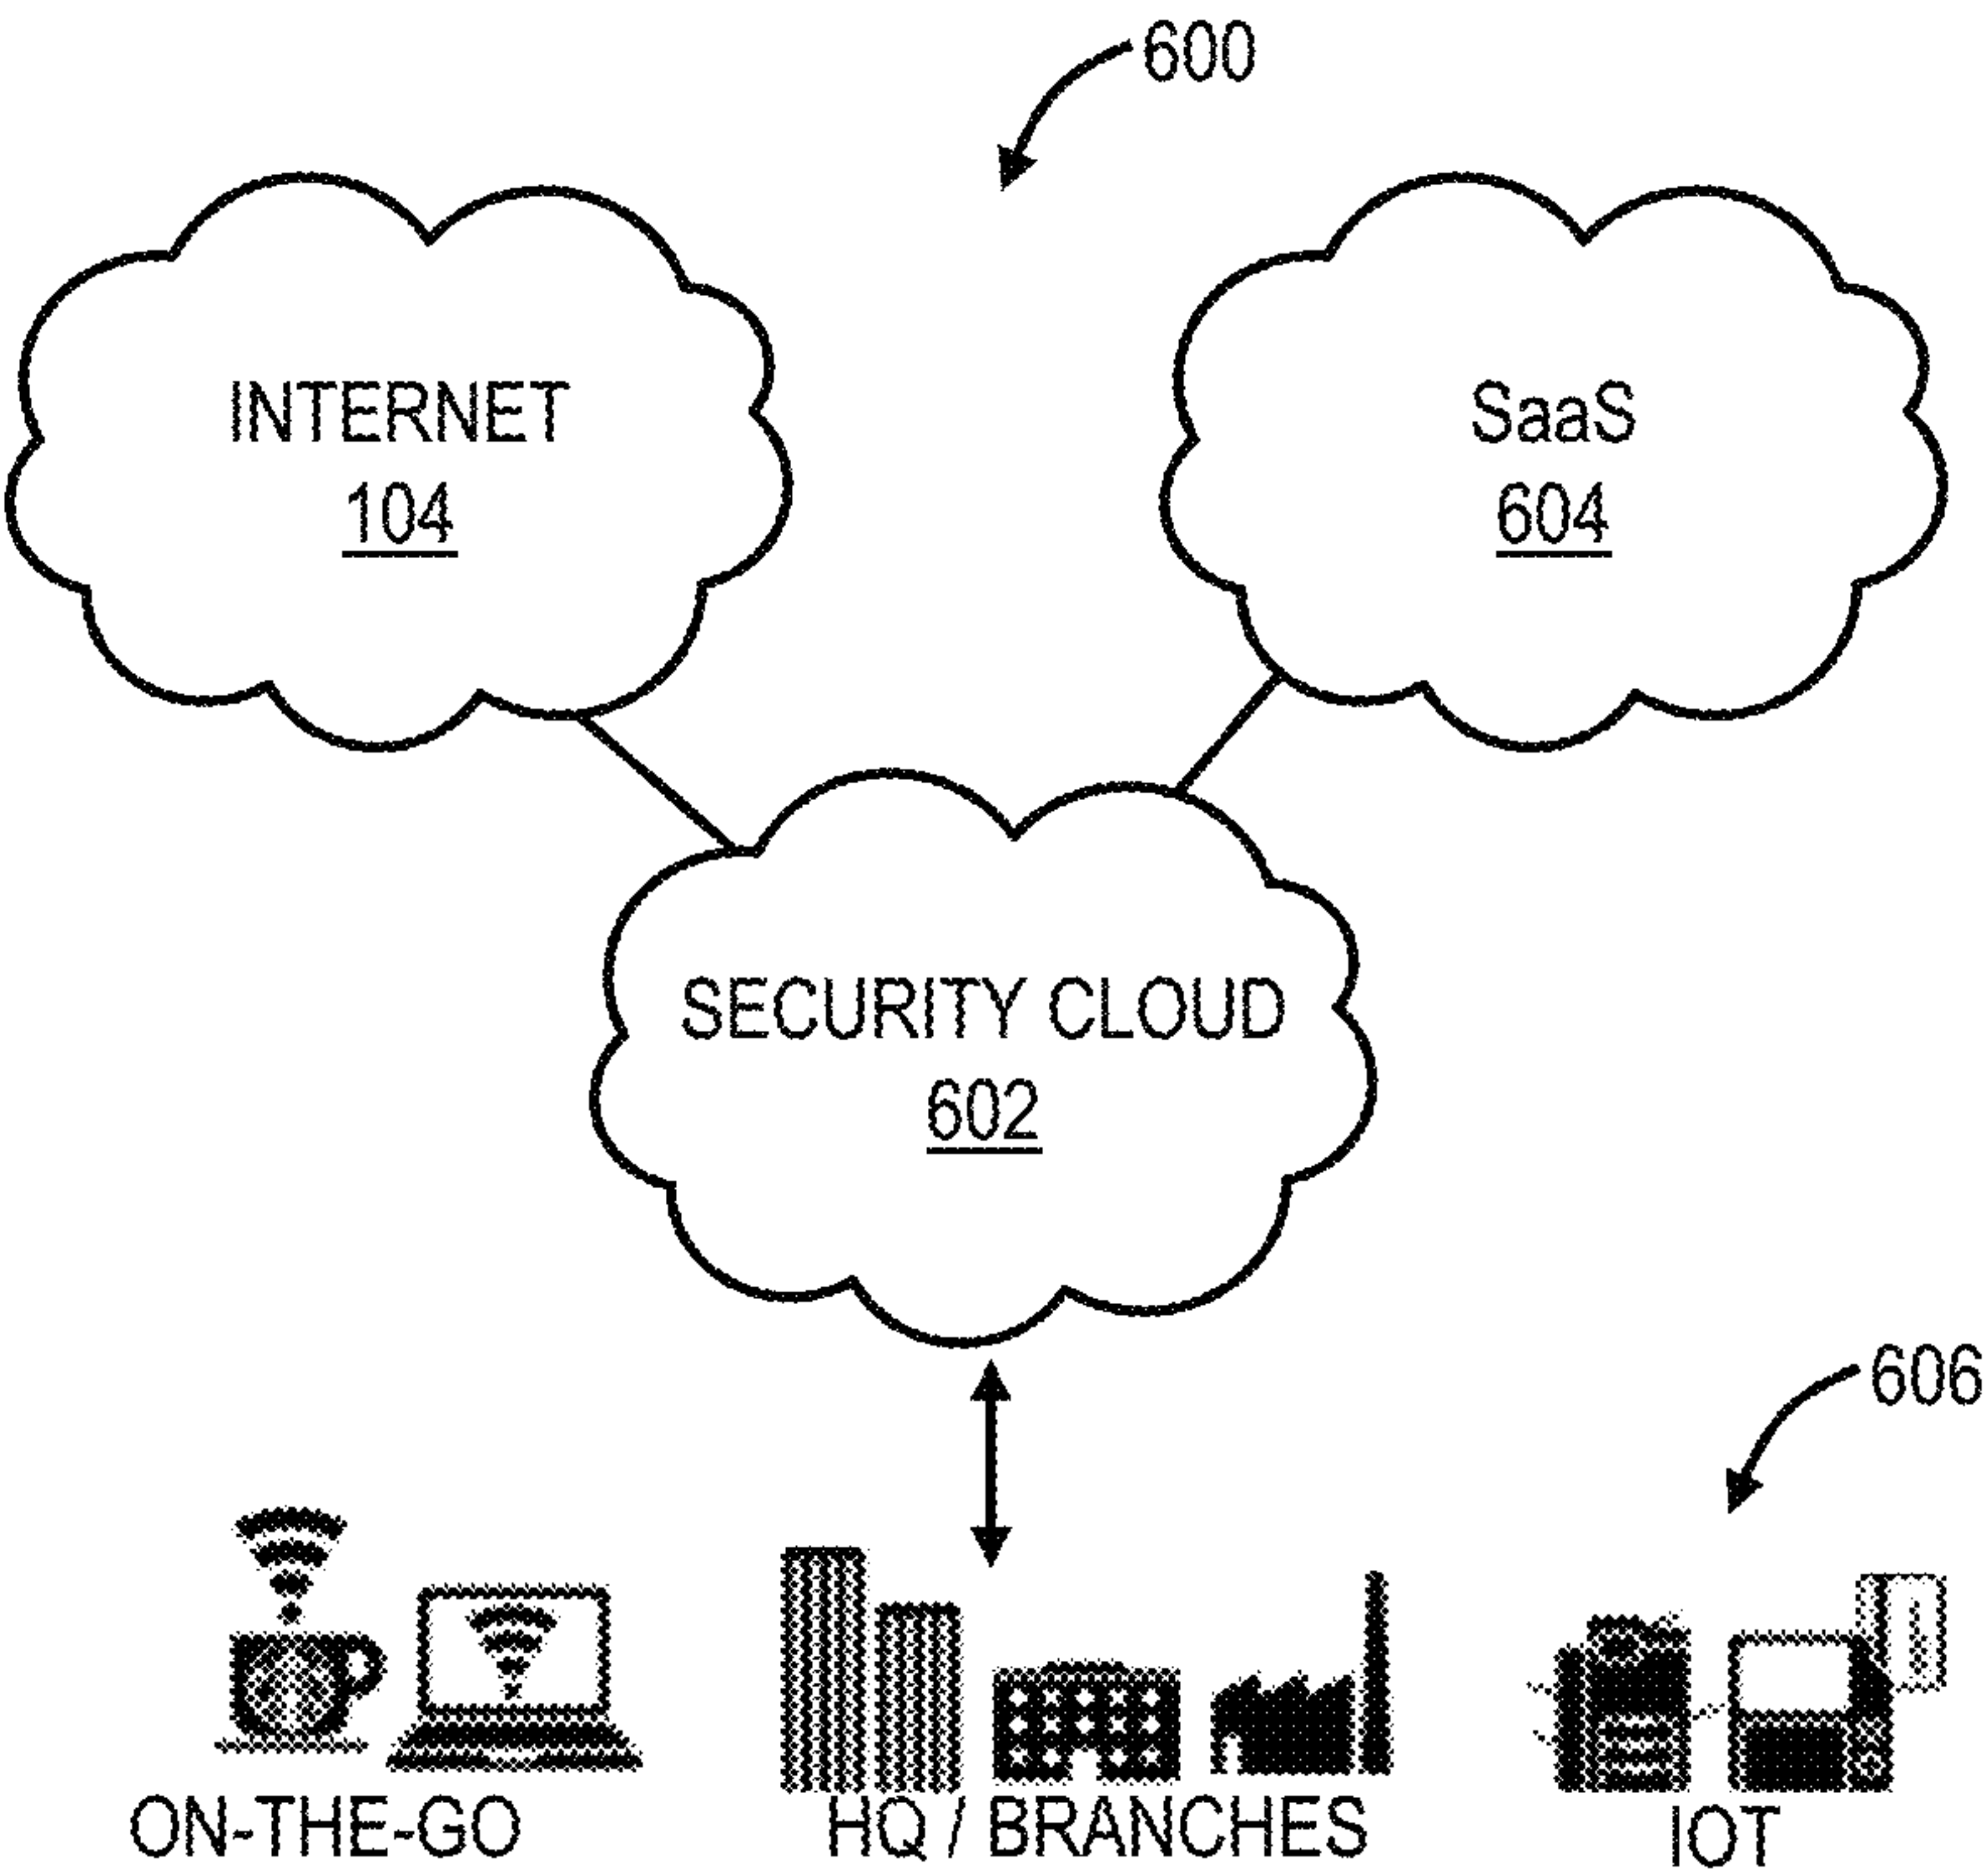 600
INTERNET
104
SaaS
604
SECURITY CLOUD
602
606
ON-THE-GO
HQ / BRANCHES
IOT